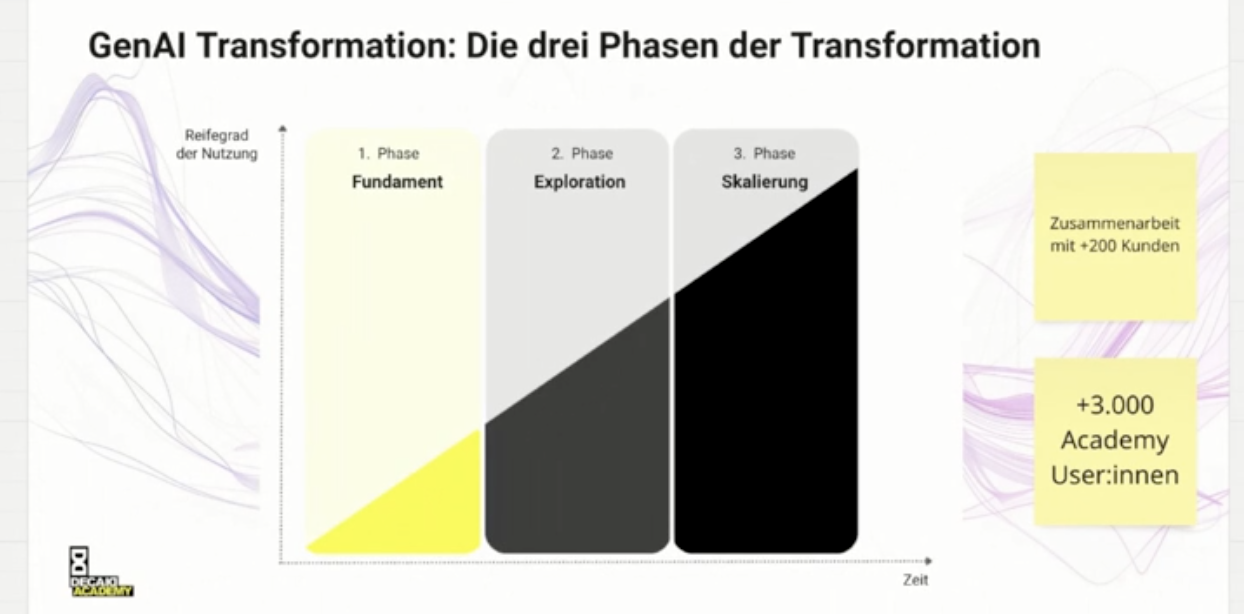 GenAI Transformation: Die drei Phasen der Transformation
Reifegrad
der Nutzung
1. Phase
Fundament
2. Phase
Exploration
3. Phase
Skalierung
Zusammenarbeit
mit +200 Kunden
+3.000
Academy
User:innen
Zeit
DECAID
ACADEMY